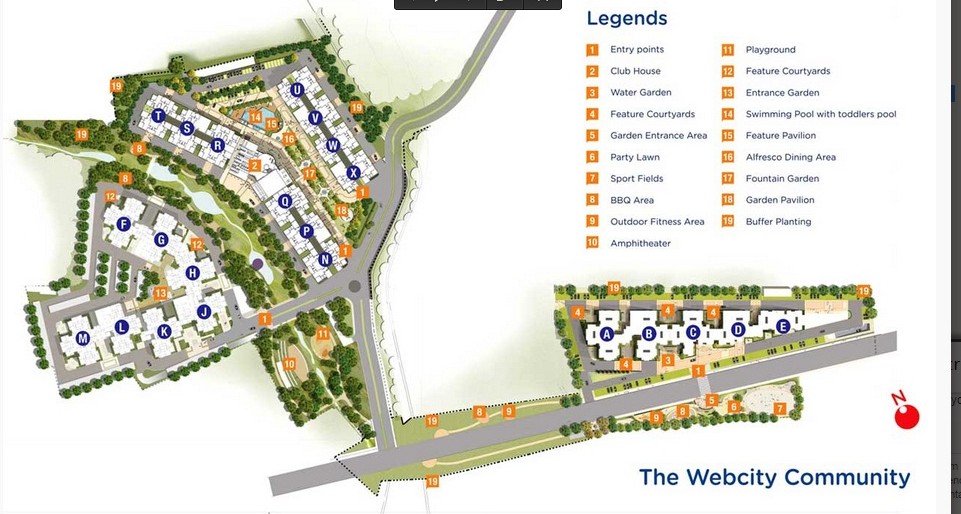 Legends
1 Entry points
2 Club House
3 Water Garden
4 Feature Courtyards
5 Garden Entrance Area
6 Party Lawn
7 Sport Fields
8 BBQ Area
9 Outdoor Fitness Area
10 Amphitheater
11 Playground
12 Feature Courtyards
13 Entrance Garden
14 Swimming Pool with toddlers pool
15 Feature Pavilion
16 Alfresco Dining Area
17 Fountain Garden
18 Garden Pavilion
19 Buffer Planting
19
U
19
T
14
V
S
15
19
8
R
16
W
2
17
X
8
1
12
Q
18
F
G
12
P
1
H
N
13
J
1
L
K
M
11
10
19
19
4
4
4
A
B
C
D
E
4
3
1
5
6
7
8
9
19
8
9
19
N
The Webcity Community